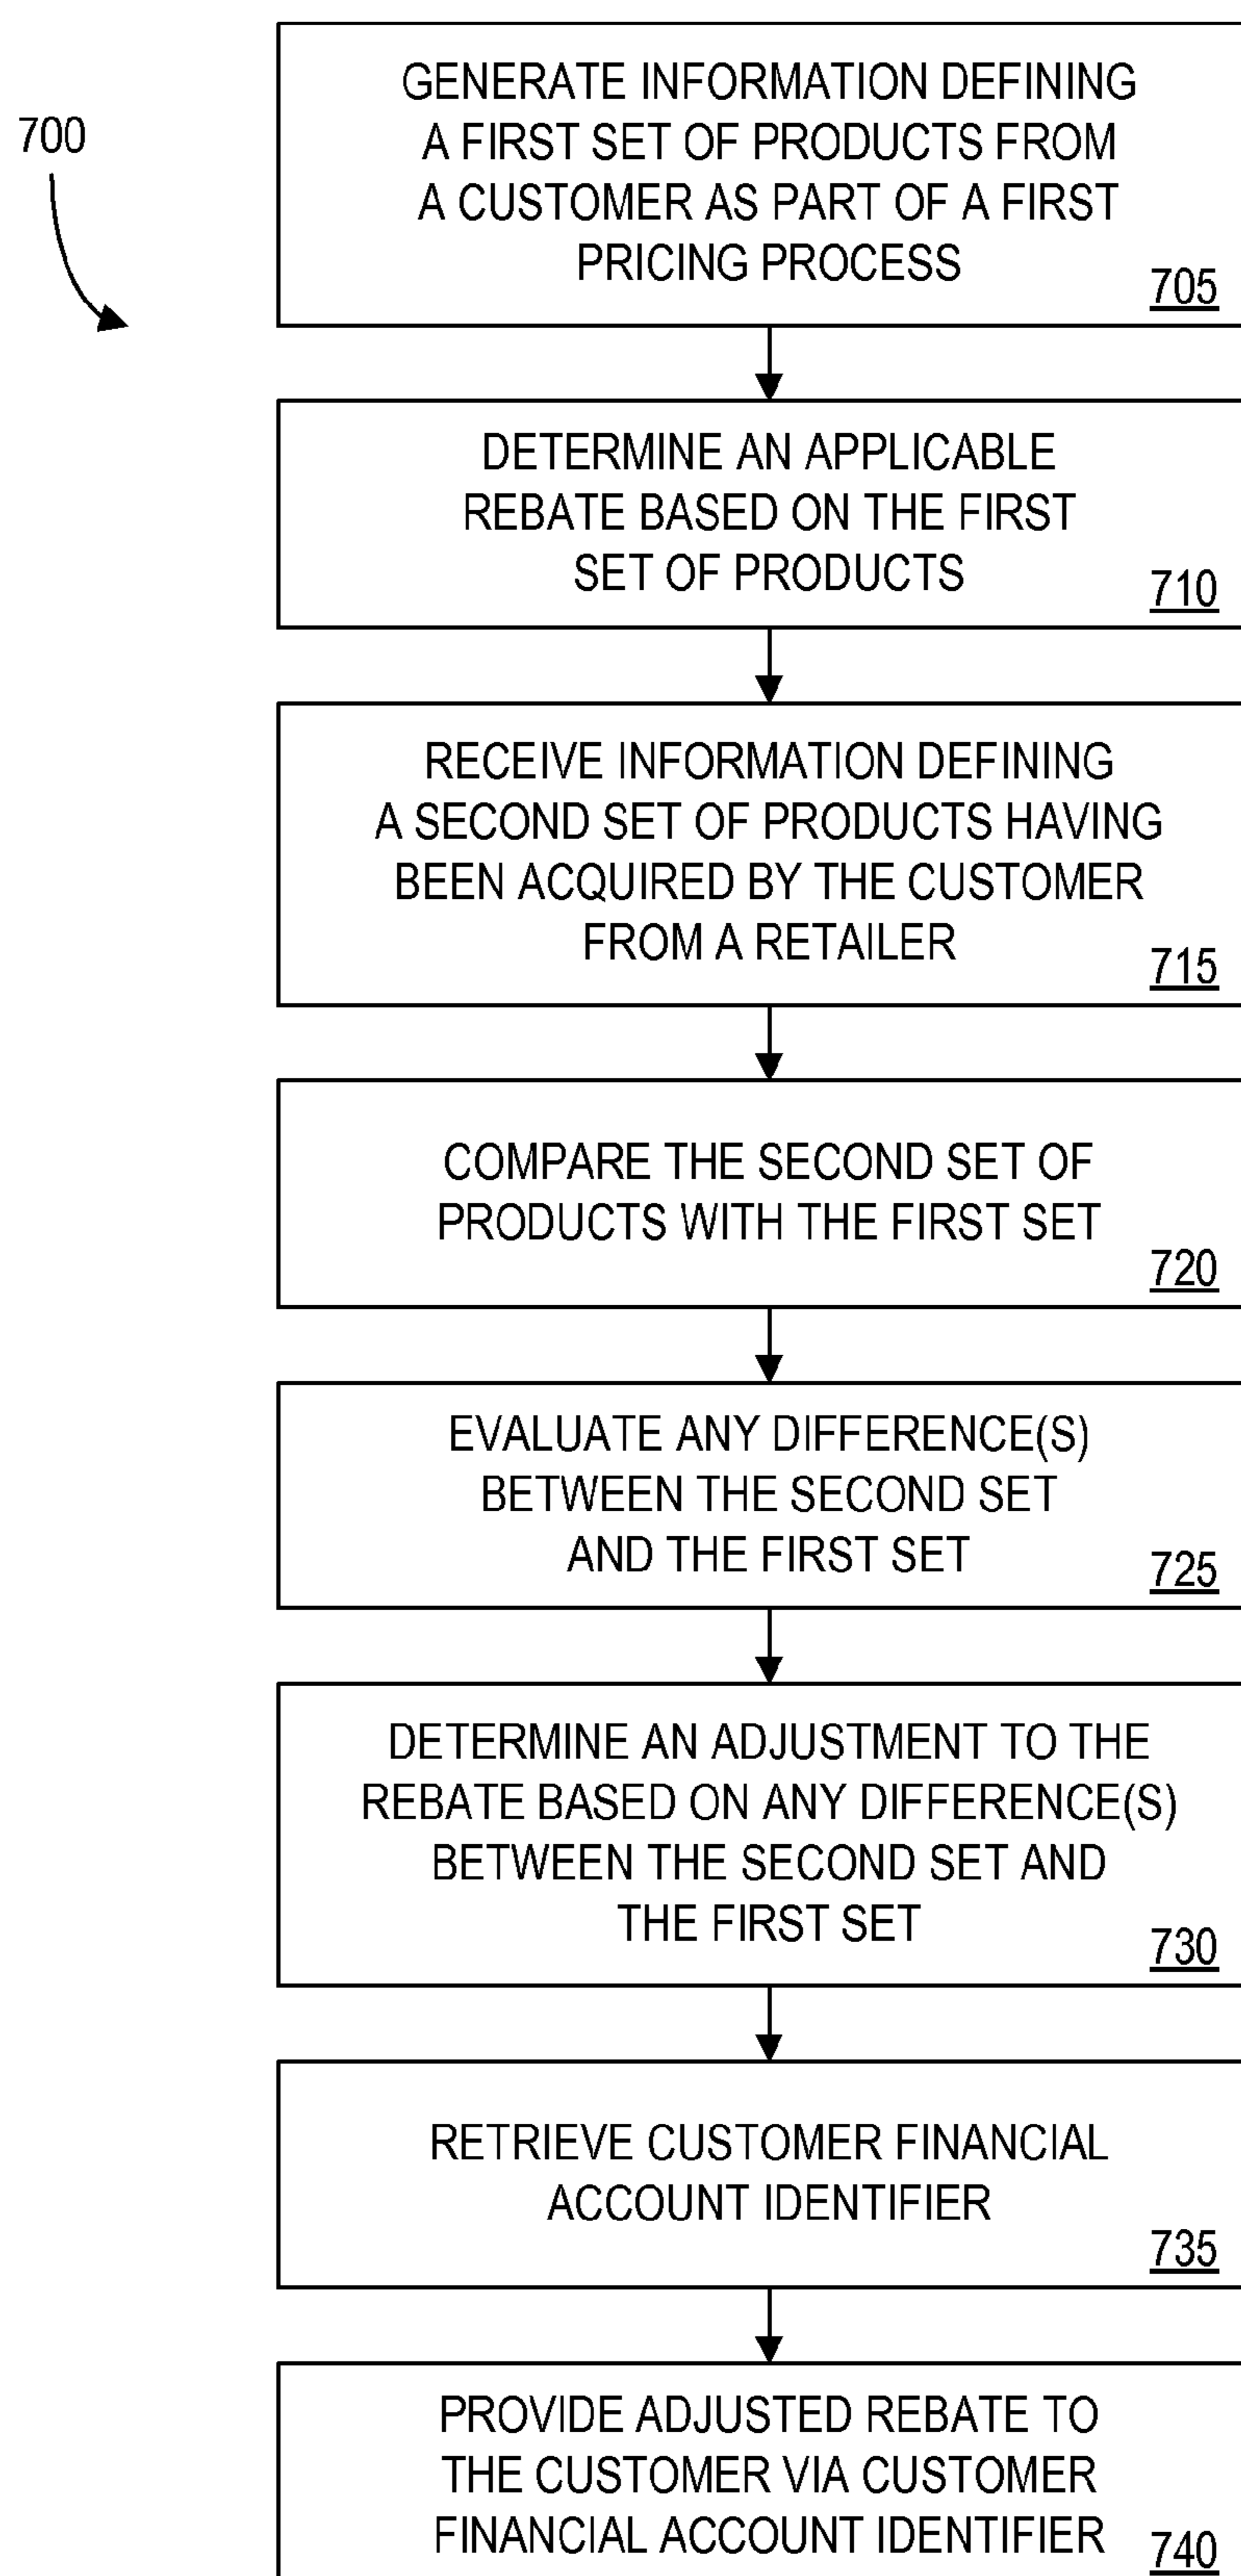 700
GENERATE INFORMATION DEFINING
A FIRST SET OF PRODUCTS FROM
A CUSTOMER AS PART OF A FIRST
PRICING PROCESS
705
DETERMINE AN APPLICABLE
REBATE BASED ON THE FIRST
SET OF PRODUCTS
710
RECEIVE INFORMATION DEFINING
A SECOND SET OF PRODUCTS HAVING
BEEN ACQUIRED BY THE CUSTOMER
FROM A RETAILER
715
COMPARE THE SECOND SET OF
PRODUCTS WITH THE FIRST SET
720
EVALUATE ANY DIFFERENCE(S)
BETWEEN THE SECOND SET
AND THE FIRST SET
725
DETERMINE AN ADJUSTMENT TO THE
REBATE BASED ON ANY DIFFERENCE(S)
BETWEEN THE SECOND SET AND
THE FIRST SET
730
RETRIEVE CUSTOMER FINANCIAL
ACCOUNT IDENTIFIER
735
PROVIDE ADJUSTED REBATE TO
THE CUSTOMER VIA CUSTOMER
FINANCIAL ACCOUNT IDENTIFIER
740